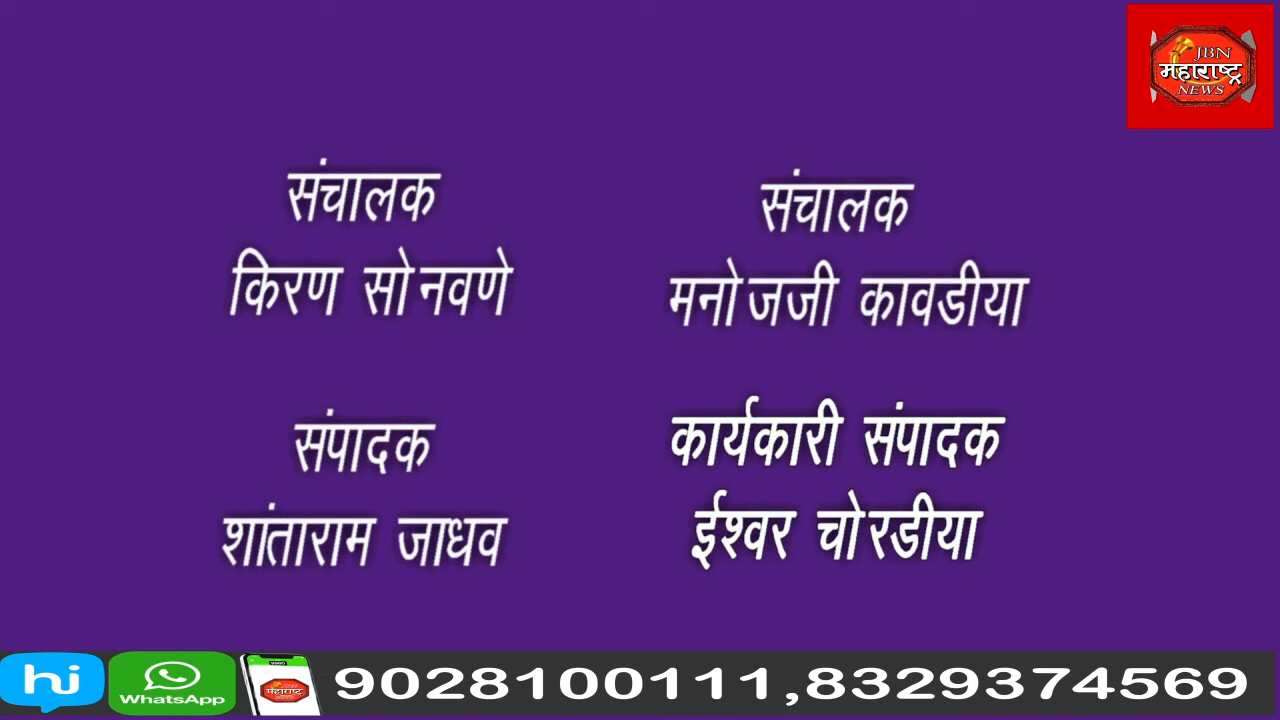 JBN
महाराष्ट्र
NEWS
संचालक
किरण सोनवणे
संचालक
मनोजजी कावडीया
संपादक
शांताराम जाधव
कार्यकारी संपादक
ईश्वर चोरडीया
hi
WhatsApp
महाराष्ट्र
9028100111,8329374569